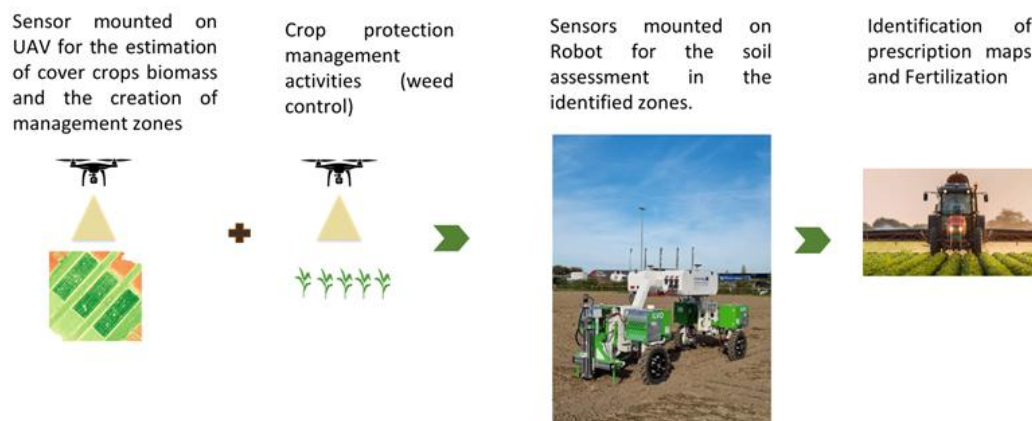 Sensor mounted on
UAV for the estimation
of cover crops biomass
and the creation of
management zones
Crop protection
management
activities (weed
control)
Sensors mounted on
Robot for the soil
assessment in the
identified zones.
Identification of
prescription maps
and Fertilization
ILVO